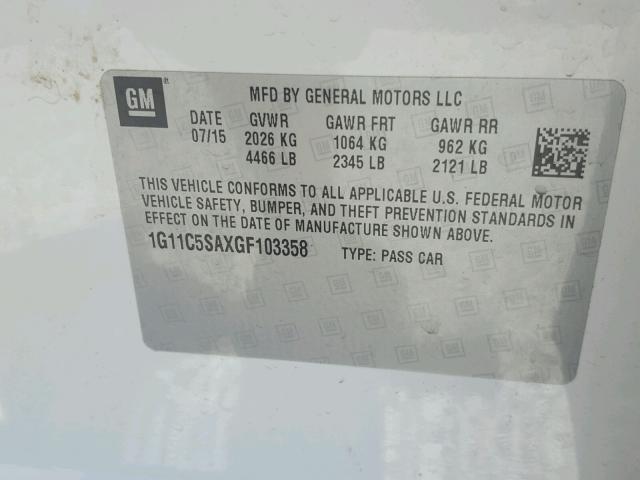 GM
MFD BY GENERAL MOTORS LLC
DATE GVWR GAWR FRT GAWR RR
07/15 2026 KG 1064 KG 962 KG
4466 LB 2345 LB 2121 LB
THIS VEHICLE CONFORMS TO ALL APPLICABLE U.S. FEDERAL MOTOR
VEHICLE SAFETY, BUMPER, AND THEFT PREVENTION STANDARDS IN
EFFECT ON THE DATE OF MANUFACTURE SHOWN ABOVE.
1G11C5SAXGF103358 TYPE: PASS CAR